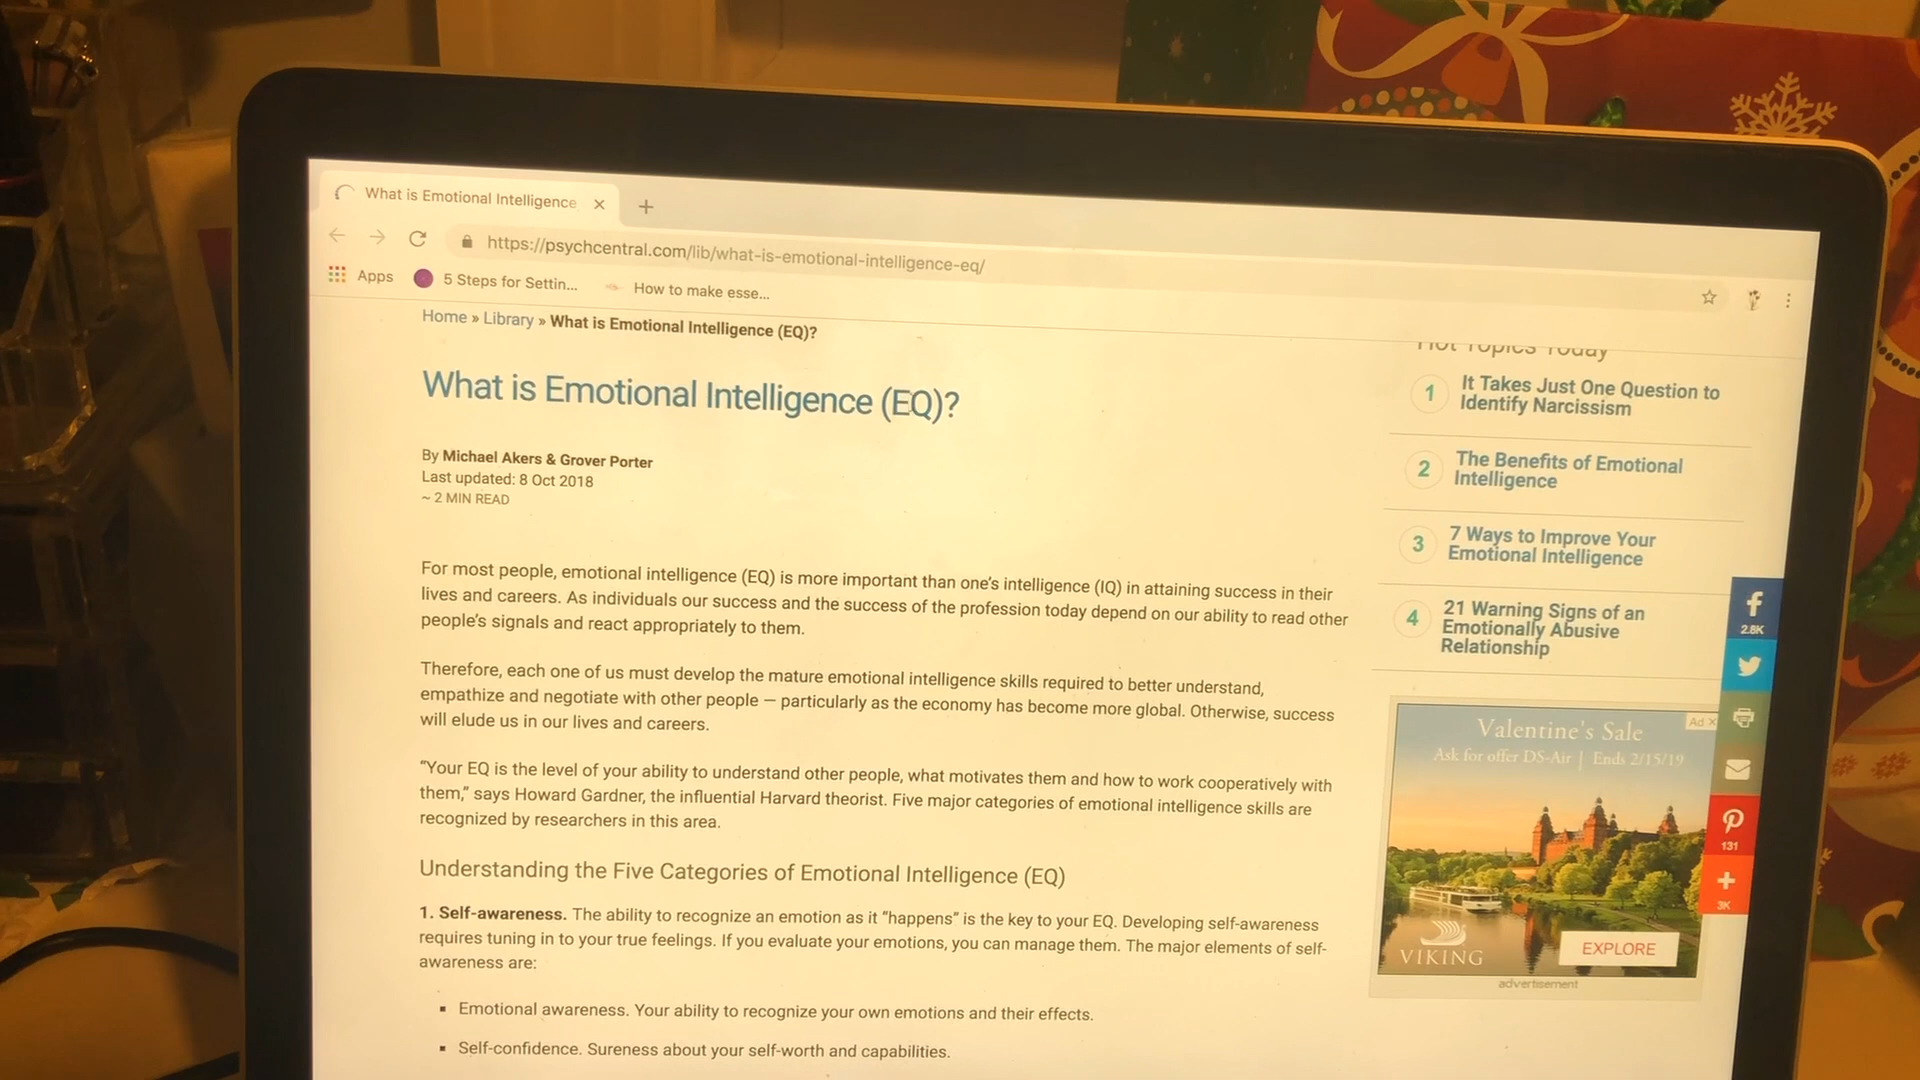 What is Emotional Intelligence
https://psychcentral.com/lib/what-is-emotional-intelligence-eq/
Apps
5 Steps for Settin...
How to make esse...
Home » Library » What is Emotional Intelligence (EQ)?
What is Emotional Intelligence (EQ)?
By Michael Akers & Grover Porter
Last updated: 8 Oct 2018
~ 2 MIN READ
For most people, emotional intelligence (EQ) is more important than one's intelligence (IQ) in attaining success in their
lives and careers. As individuals our success and the success of the profession today depend on our ability to read other
people's signals and react appropriately to them.
Therefore, each one of us must develop the mature emotional intelligence skills required to better understand,
empathize and negotiate with other people — particularly as the economy has become more global. Otherwise, success
will elude us in our lives and careers.
"Your EQ is the level of your ability to understand other people, what motivates them and how to work cooperatively with
them," says Howard Gardner, the influential Harvard theorist. Five major categories of emotional intelligence skills are
recognized by researchers in this area.
Understanding the Five Categories of Emotional Intelligence (EQ)
1. Self-awareness. The ability to recognize an emotion as it "happens" is the key to your EQ. Developing self-awareness
requires tuning in to your true feelings. If you evaluate your emotions, you can manage them. The major elements of self-
awareness are:
▪ Emotional awareness. Your ability to recognize your own emotions and their effects.
▪ Self-confidence. Sureness about your self-worth and capabilities.
Hot Topics Today
1 It Takes Just One Question to
Identify Narcissism
2 The Benefits of Emotional
Intelligence
3 7 Ways to Improve Your
Emotional Intelligence
4 21 Warning Signs of an
Emotionally Abusive
Relationship
2.8K
131
3K
Valentine's Sale
Ad
Ask for offer DS-Air | Ends 2/15/19
VIKING
EXPLORE
advertisement